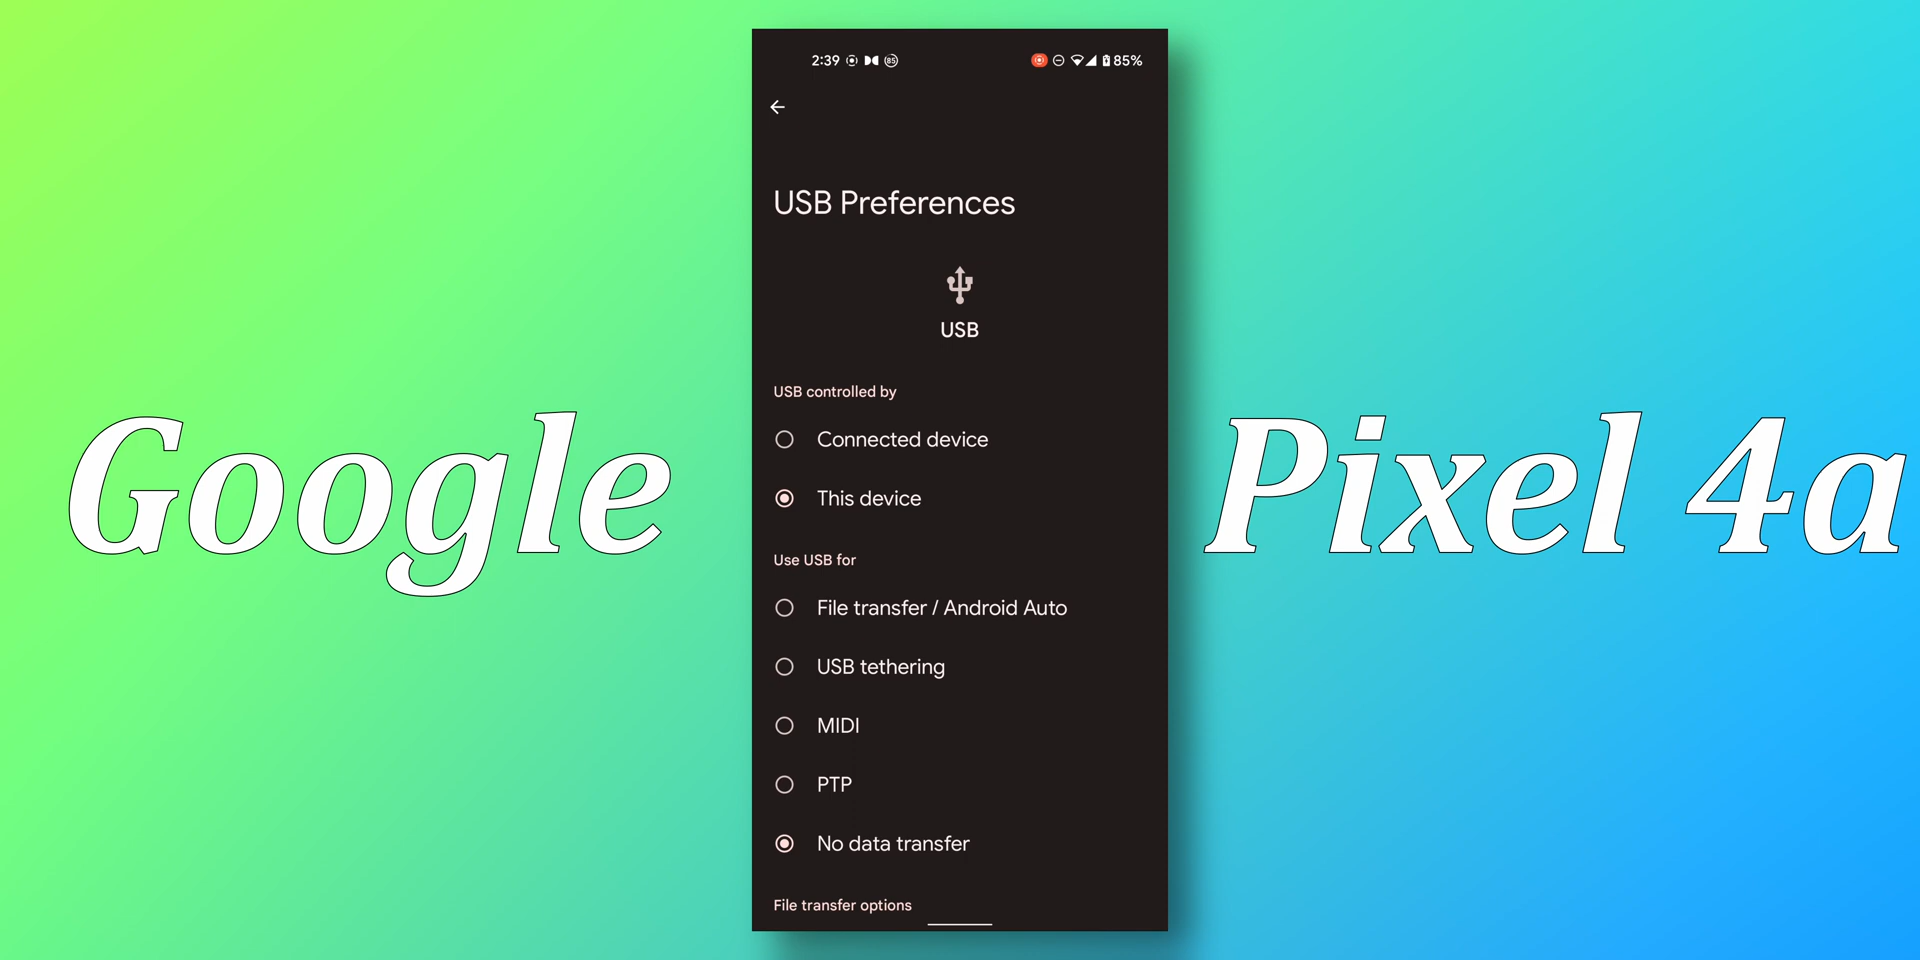 2:39 85 85%
USB Preferences
USB
USB controlled by
Connected device
This device
Use USB for
Google
Pixel 4a
File transfer / Android Auto
USB tethering
MIDI
PTP
No data transfer
File transfer options